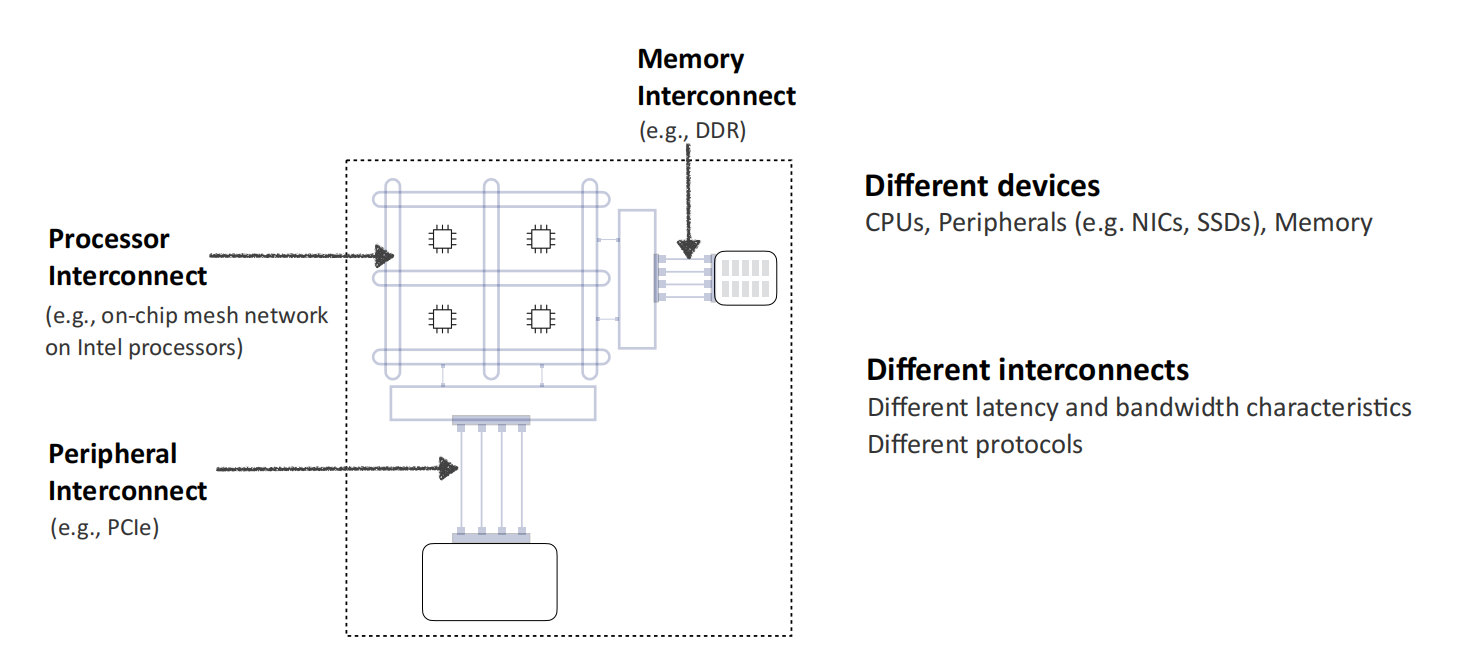 Memory
Interconnect
(e.g., DDR)
Processor
Interconnect
(e.g., on-chip mesh network
on Intel processors)
Peripheral
Interconnect
(e.g., PCIe)
Different devices
CPUs, Peripherals (e.g. NICs, SSDs), Memory
Different interconnects
Different latency and bandwidth characteristics
Different protocols